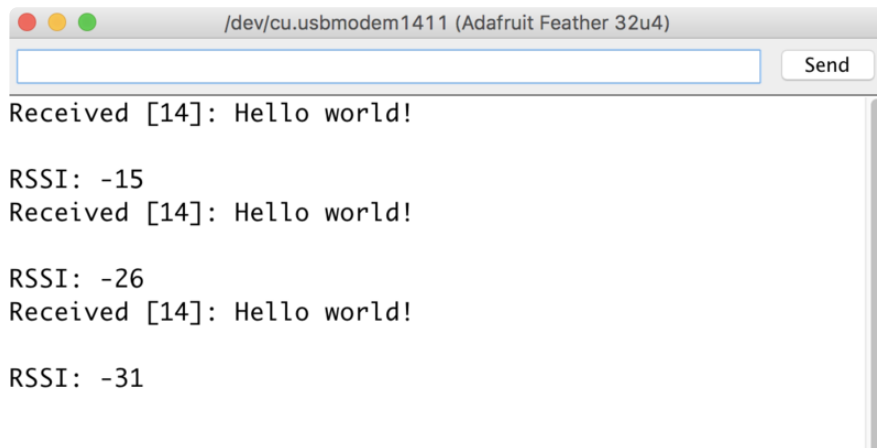 /dev/cu.usbmodem1411 (Adafruit Feather 32u4)
Send
Received [14]: Hello world!
RSSI: -15
Received [14]: Hello world!
RSSI: -26
Received [14]: Hello world!
RSSI: -31